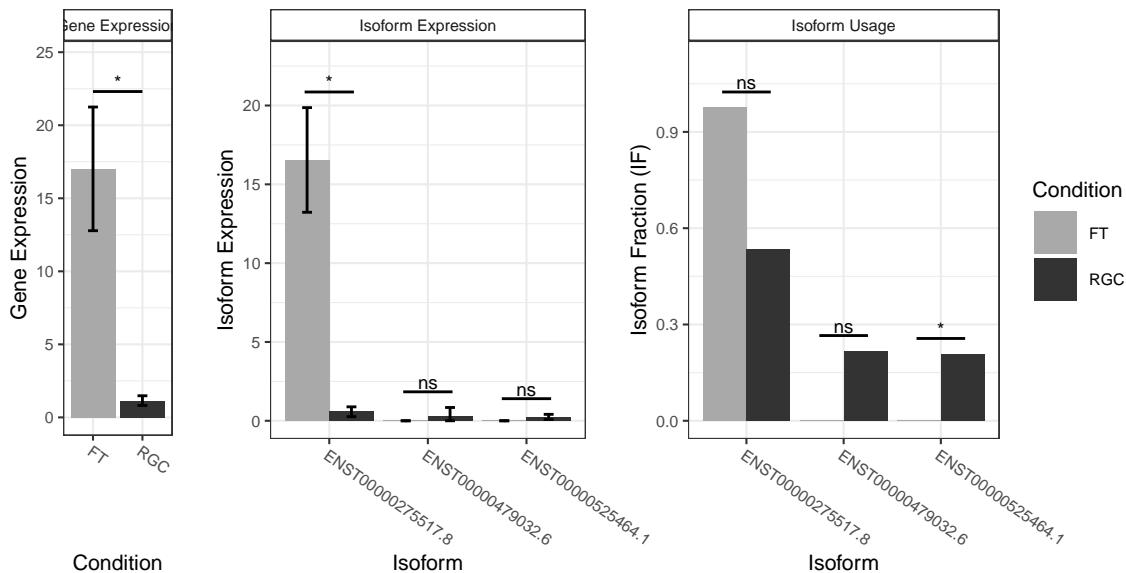 Gene Expression
Isoform Expression
Isoform Usage
Gene Expression
25
20
15
10
5
0
*
FT
RGC
Condition
Isoform Expression
20
15
10
5
0
*
ns
ns
ENST00000275517.8
ENST00000479032.6
ENST00000525464.1
Isoform
Isoform Fraction (IF)
0.9
0.6
0.3
0.0
ns
ns
*
ENST00000275517.8
ENST00000479032.6
ENST00000525464.1
Isoform
Condition
FT
RGC